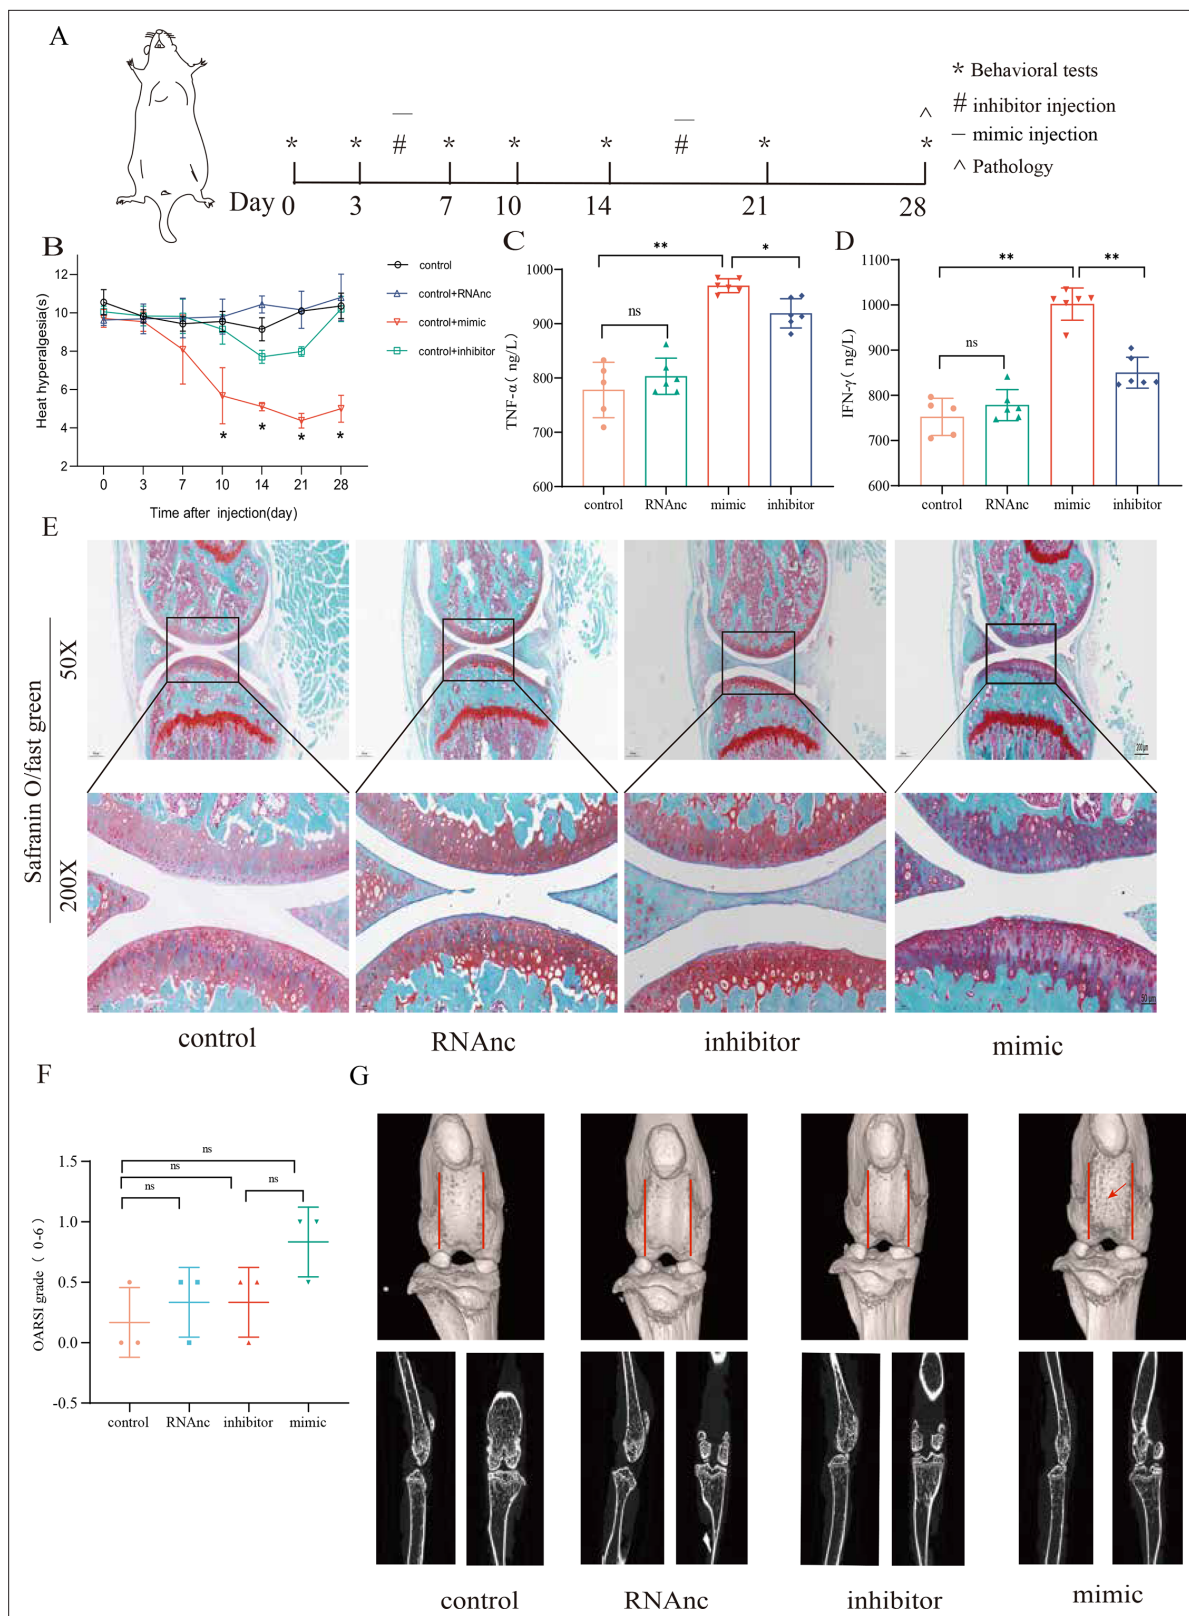 A
* Behavioral tests
# inhibitor injection
— mimic injection
^ Pathology
* * — # * * * — # * ^ *
Day 0 3 7 10 14 21 28
B
Heat hyperalgesia(s)
12
10
8
6
4
2
* * * *
0 3 7 10 14 21 28
Time after injection(day)
control
control+RNAnc
control+mimic
control+inhibitor
C
TNF-α( ng/L)
1000
900
800
700
600
** *
ns
control RNAnc mimic inhibitor
D
IFN-γ( ng/L)
1100
1000
900
800
700
600
** **
ns
control RNAnc mimic inhibitor
E
Safranin O/fast green
50X
200X
200 μm
50 μm
control RNAnc inhibitor mimic
F
OARSI grade（ 0-6）
1.5
1.0
0.5
0.0
-0.5
ns
ns
ns ns
control RNAnc inhibitor mimic
G
control RNAnc inhibitor mimic